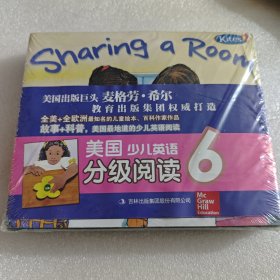 Sharing a Room
Kites
美国出版巨头 麦格劳·希尔
教育出版集团权威打造
全美+全欧洲最知名的儿童绘本、百科作家作品
故事+科普，美国最地道的少儿英语阅读
美国 少儿英语
分级阅读 6
Mc
Graw
Hill
Education
吉林出版集团股份有限公司